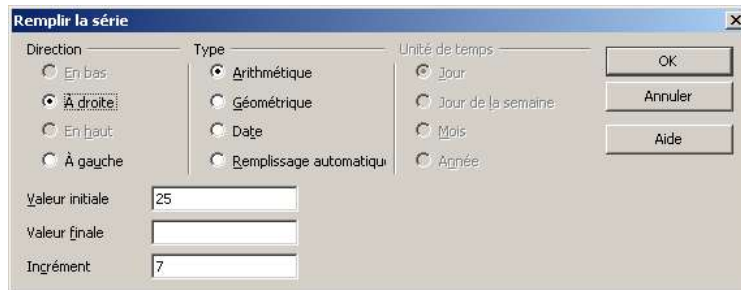 Remplir la série
Direction
En bas
À droite
En haut
À gauche
Type
Arithmétique
Géométrique
Date
Remplissage automatiqu
Unité de temps
Jour
Jour de la semaine
Mois
Année
OK
Annuler
Aide
Valeur initiale 25
Valeur finale
Incrément 7